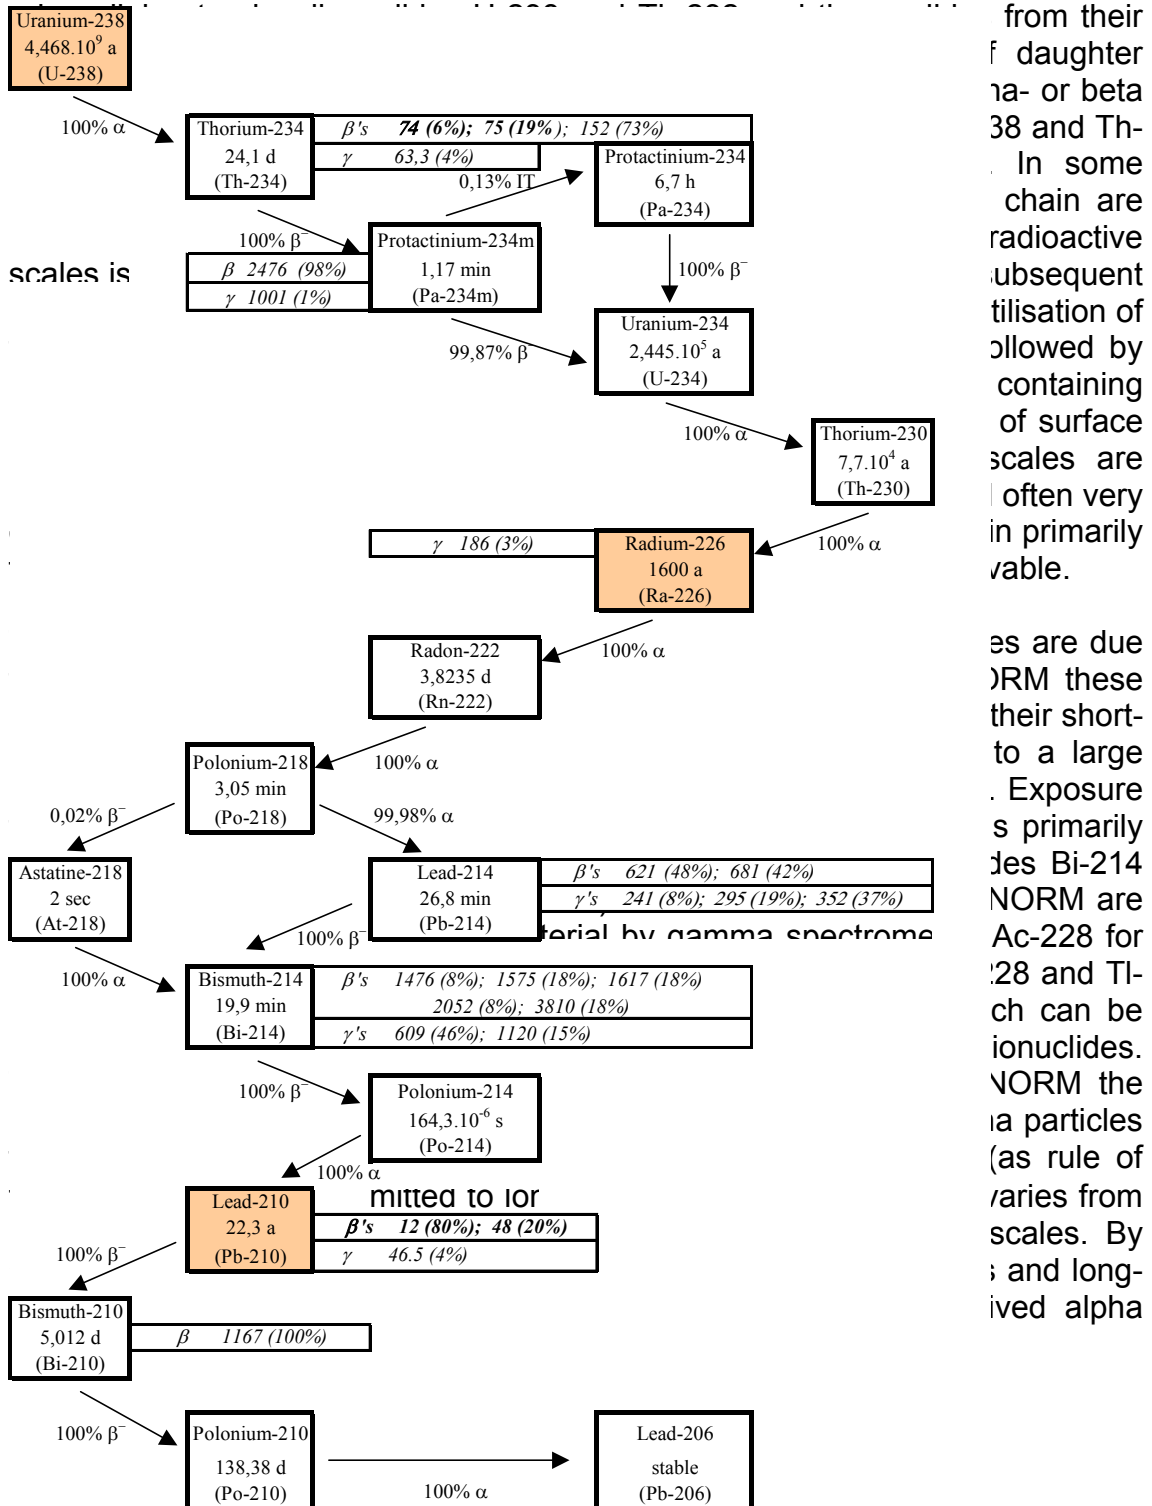 Uranium-238
4,468.10⁹ a
(U-238)
100% α
Thorium-234
24,1 d
(Th-234)
β's 74 (6%); 75 (19%); 152 (73%)
γ 63,3 (4%)
0,13% IT
Protactinium-234
6,7 h
(Pa-234)
100% β⁻
Protactinium-234m
1,17 min
(Pa-234m)
β 2476 (98%)
γ 1001 (1%)
scales is
100% β⁻
99,87% β⁻
Uranium-234
2,445.10⁵ a
(U-234)
100% α
Thorium-230
7,7.10⁴ a
(Th-230)
100% α
γ 186 (3%)
Radium-226
1600 a
(Ra-226)
100% α
Radon-222
3,8235 d
(Rn-222)
100% α
Polonium-218
3,05 min
(Po-218)
0,02% β⁻
99,98% α
Astatine-218
2 sec
(At-218)
Lead-214
26,8 min
(Pb-214)
β's 621 (48%); 681 (42%)
γ's 241 (8%); 295 (19%); 352 (37%)
100% β⁻
by gamma
100% α
Bismuth-214
19,9 min
(Bi-214)
β's 1476 (8%); 1575 (18%); 1617 (18%)
2052 (8%); 3810 (18%)
γ's 609 (46%); 1120 (15%)
100% β⁻
Polonium-214
164,3.10⁻⁶ s
(Po-214)
100% α
Lead-210
22,3 a
(Pb-210)
mitted to
β's 12 (80%); 48 (20%)
γ 46.5 (4%)
100% β⁻
Bismuth-210
5,012 d
(Bi-210)
β 1167 (100%)
100% β⁻
Polonium-210
138,38 d
(Po-210)
100% α
Lead-206
stable
(Pb-206)
from their
daughter
or beta
38 and Th-
. In some
chain are
radioactive
subsequent
tilisation of
ollowed by
containing
of surface
scales are
often very
in primarily
vable.
es are due
ORM these
their short-
to a large
. Exposure
s primarily
des Bi-214
NORM are
Ac-228 for
228 and Tl-
ch can be
ionuclides.
NORM the
a particles
(as rule of
varies from
scales. By
s and long-
ived alpha